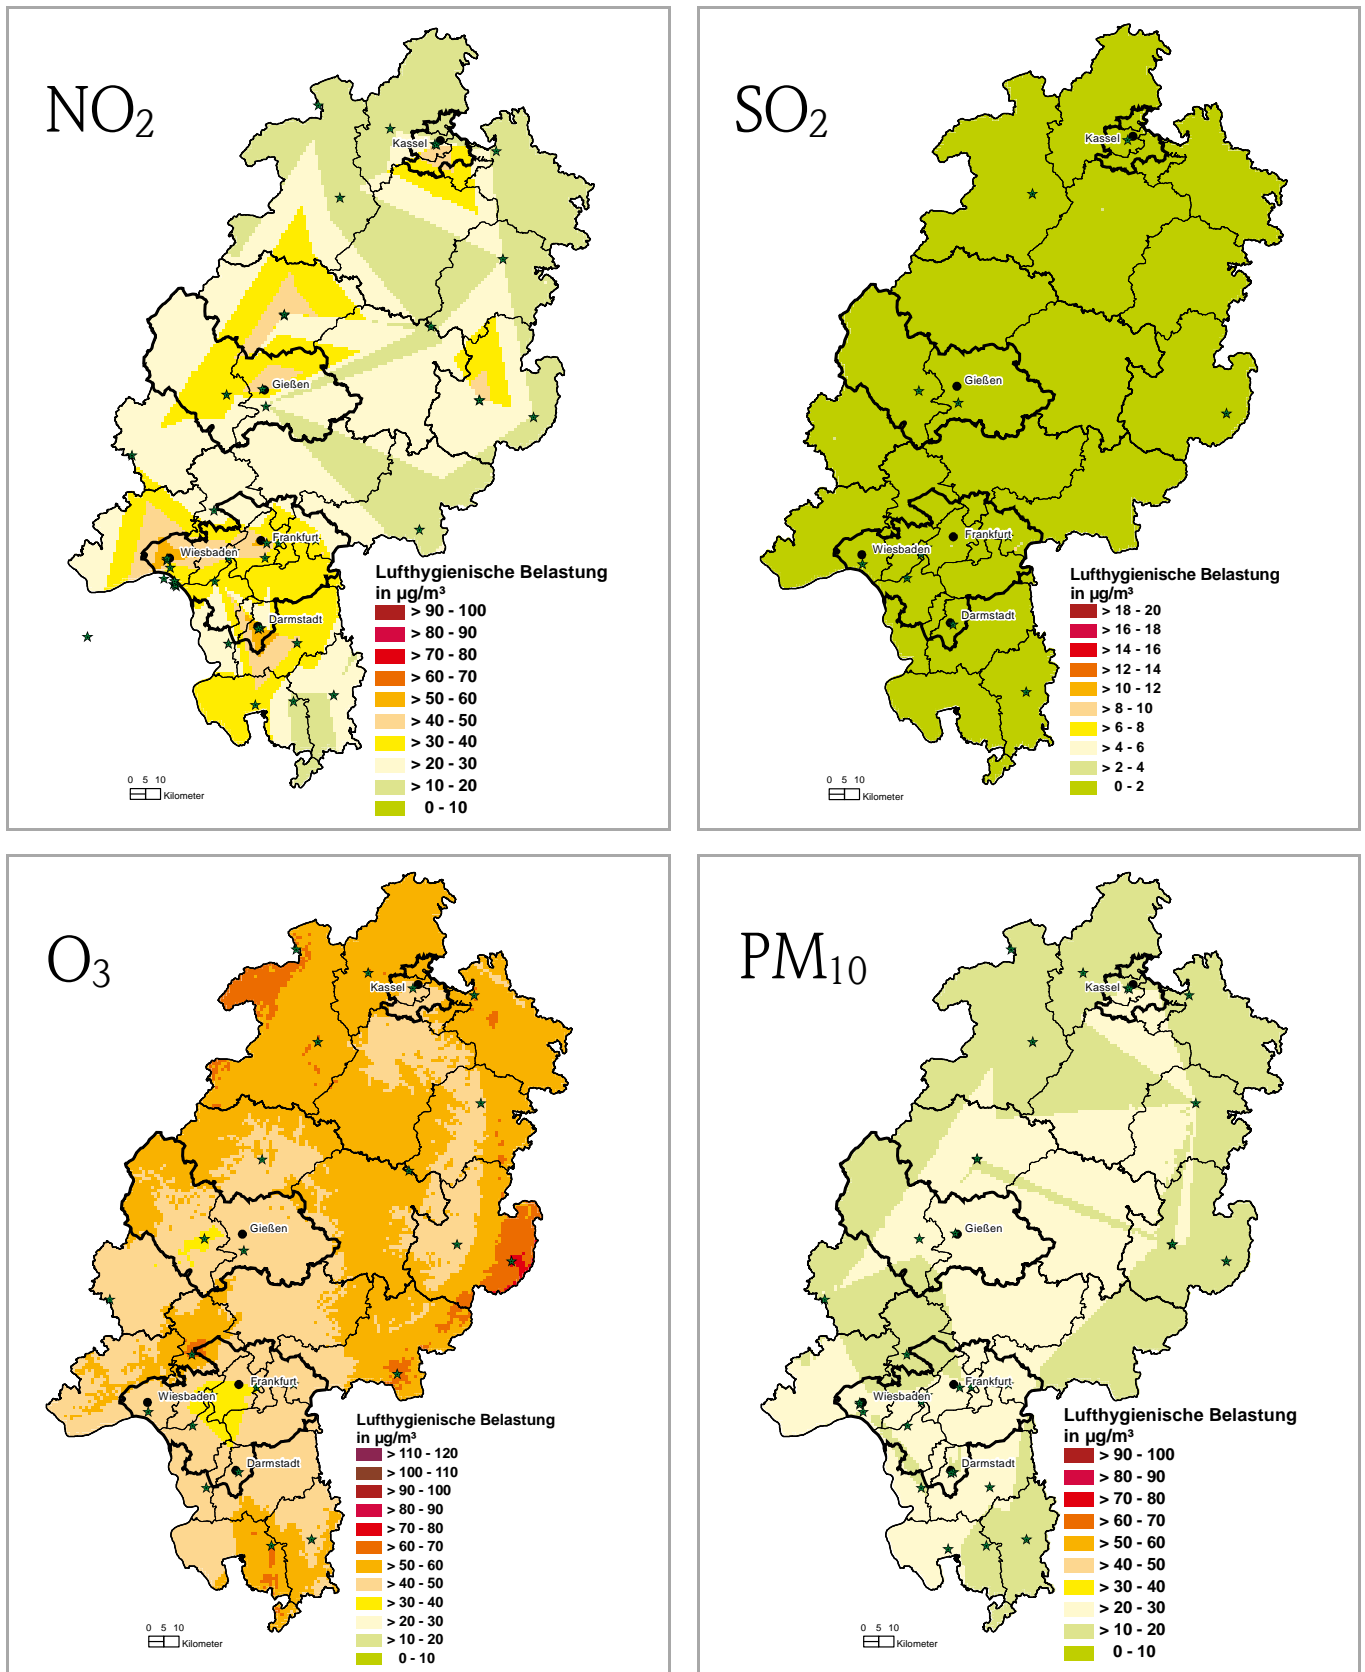 NO2
Kassel
Gießen
Frankfurt
Wiesbaden
Darmstadt
Lufthygienische Belastung
in µg/m³
> 90 - 100
> 80 - 90
> 70 - 80
> 60 - 70
> 50 - 60
> 40 - 50
> 30 - 40
> 20 - 30
> 10 - 20
0 - 10
0 5 10
Kilometer
SO2
Kassel
Gießen
Frankfurt
Wiesbaden
Darmstadt
Lufthygienische Belastung
in µg/m³
> 18 - 20
> 16 - 18
> 14 - 16
> 12 - 14
> 10 - 12
> 8 - 10
> 6 - 8
> 4 - 6
> 2 - 4
0 - 2
0 5 10
Kilometer
O3
Kassel
Gießen
Frankfurt
Wiesbaden
Darmstadt
Lufthygienische Belastung
in µg/m³
> 110 - 120
> 100 - 110
> 90 - 100
> 80 - 90
> 70 - 80
> 60 - 70
> 50 - 60
> 40 - 50
> 30 - 40
> 20 - 30
> 10 - 20
0 - 10
0 5 10
Kilometer
PM10
Kassel
Gießen
Frankfurt
Wiesbaden
Darmstadt
Lufthygienische Belastung
in µg/m³
> 90 - 100
> 80 - 90
> 70 - 80
> 60 - 70
> 50 - 60
> 40 - 50
> 30 - 40
> 20 - 30
> 10 - 20
0 - 10
0 5 10
Kilometer